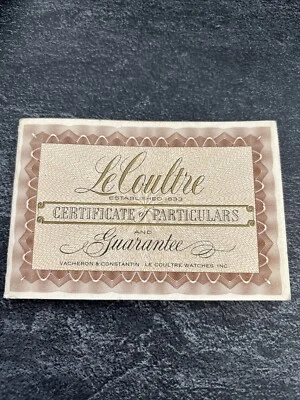 LeCoultre
ESTABLISHED 1833
CERTIFICATE of PARTICULARS
AND
Guarantee
VACHERON & CONSTANTIN - LE COULTRE WATCHES, INC.